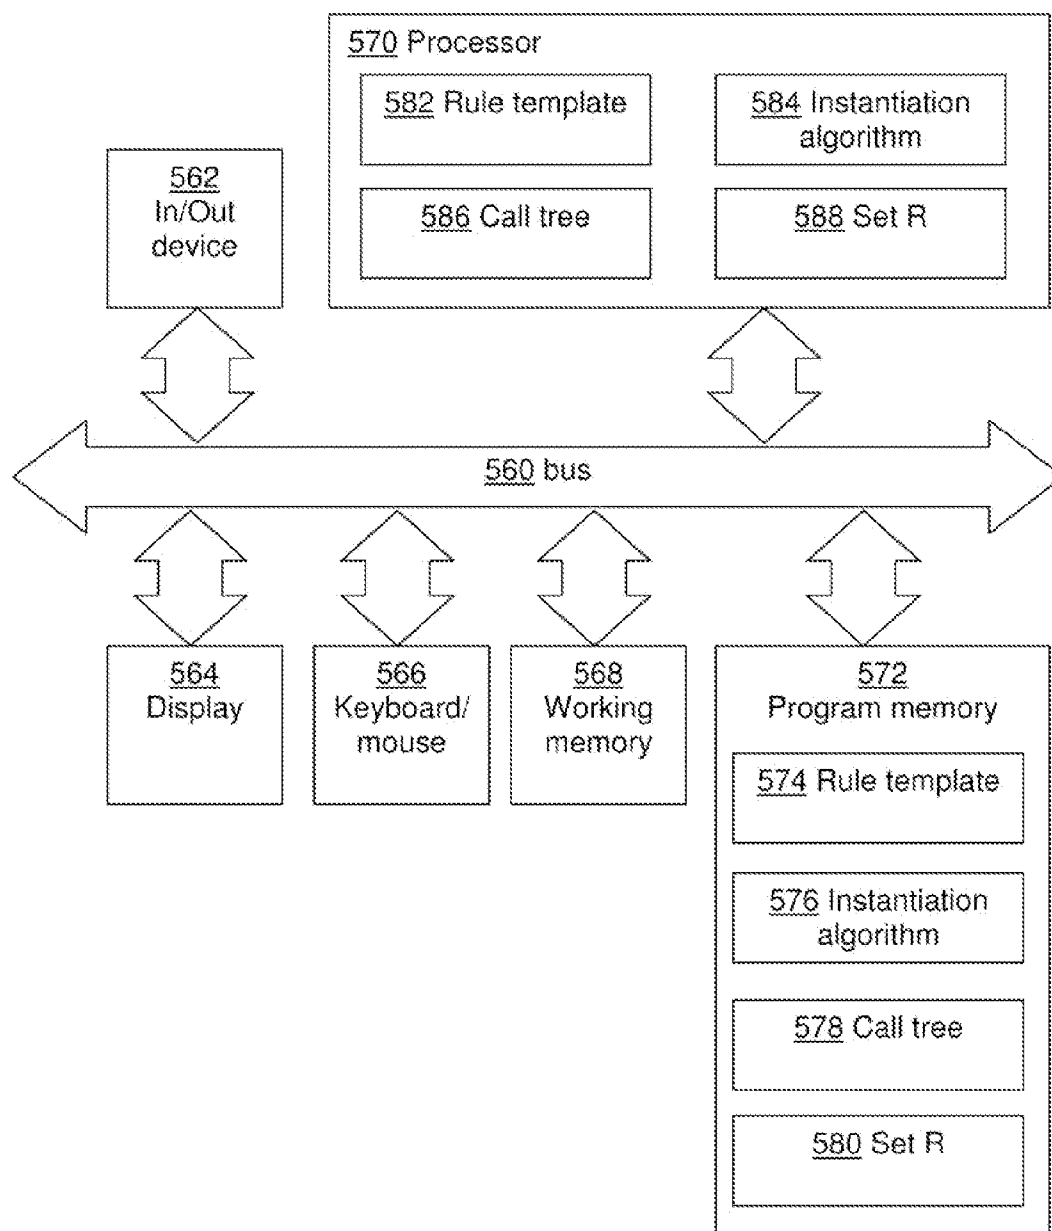 570 Processor
582 Rule template
584 Instantiation
algorithm
586 Call tree
588 Set R
562
In/Out
device
560 bus
564
Display
566
Keyboard/
mouse
568
Working
memory
572
Program memory
574 Rule template
576 Instantiation
algorithm
578 Call tree
580 Set R